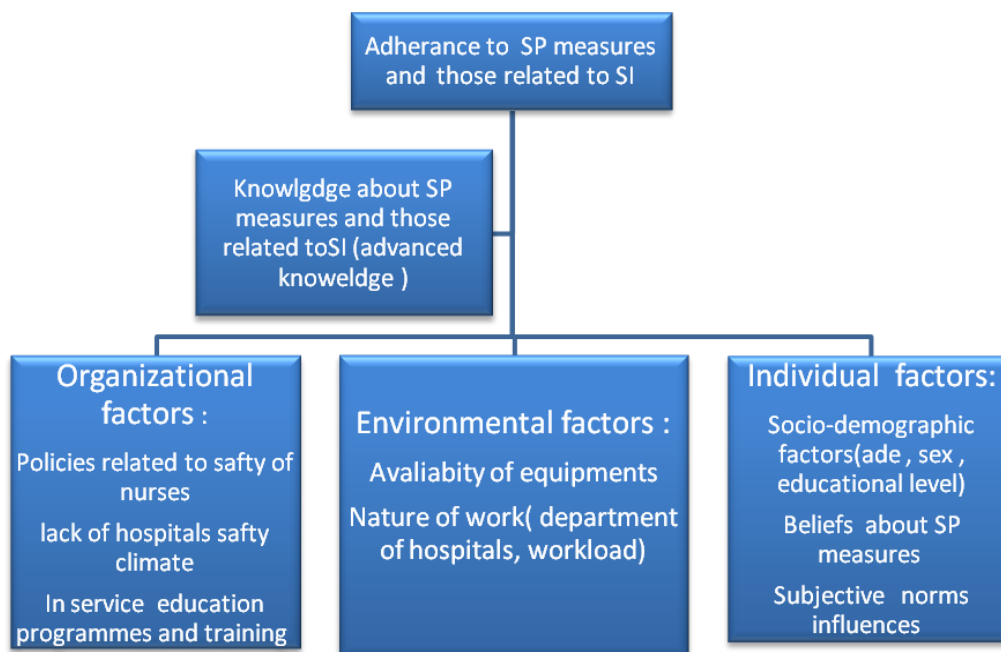 Adherance to SP measures
and those related to SI
Knowlgdge about SP
measures and those
related toSI (advanced
knoweldge )
Organizational
factors :
Policies related to safty of
nurses
lack of hospitals safty
climate
In service education
programmes and training
Environmental factors :
Avaliabity of equipments
Nature of work( department
of hospitals, workload)
Individual factors:
Socio-demographic
factors(ade , sex ,
educational level)
Beliefs about SP
measures
Subjective norms
influences